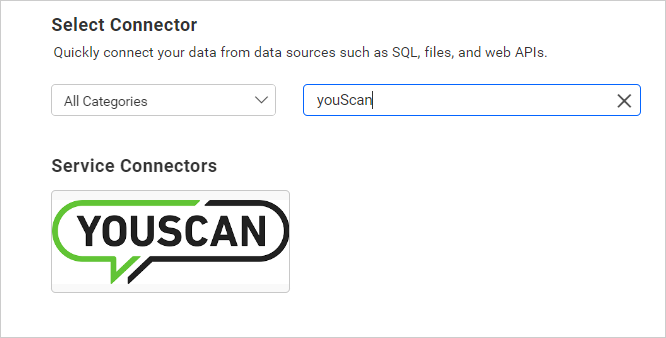 Select Connector
Quickly connect your data from data sources such as SQL, files, and web APIs.
All Categories
youScan
Service Connectors
YOUSCAN